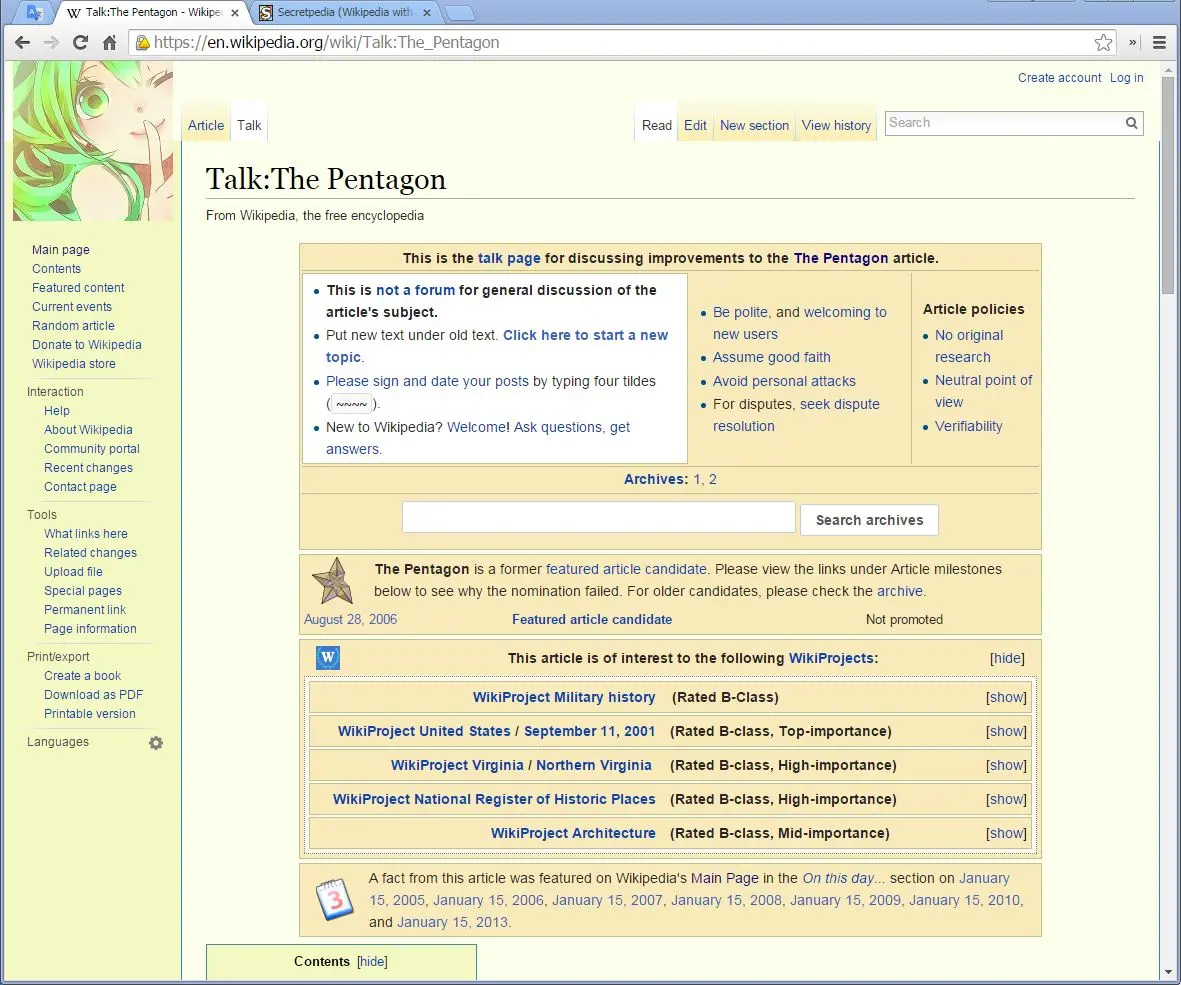 Talk:The Pentagon - Wikipe
Secretpedia (Wikipedia with
https://en.wikipedia.org/wiki/Talk:The_Pentagon
Create account Log in
Article Talk Read Edit New section View history Search
Talk:The Pentagon
From Wikipedia, the free encyclopedia
Main page
Contents
Featured content
Current events
Random article
Donate to Wikipedia
Wikipedia store
Interaction
Help
About Wikipedia
Community portal
Recent changes
Contact page
Tools
What links here
Related changes
Upload file
Special pages
Permanent link
Page information
Print/export
Create a book
Download as PDF
Printable version
Languages
This is the talk page for discussing improvements to the The Pentagon article.
This is not a forum for general discussion of the
article's subject.
Put new text under old text. Click here to start a new
topic.
Please sign and date your posts by typing four tildes
( ~~~~ ).
New to Wikipedia? Welcome! Ask questions, get
answers.
Be polite, and welcoming to
new users
Assume good faith
Avoid personal attacks
For disputes, seek dispute
resolution
Article policies
No original
research
Neutral point of
view
Verifiability
Archives: 1, 2
Search archives
The Pentagon is a former featured article candidate. Please view the links under Article milestones
below to see why the nomination failed. For older candidates, please check the archive.
August 28, 2006 Featured article candidate Not promoted
W This article is of interest to the following WikiProjects: [hide]
WikiProject Military history (Rated B-Class) [show]
WikiProject United States / September 11, 2001 (Rated B-class, Top-importance) [show]
WikiProject Virginia / Northern Virginia (Rated B-class, High-importance) [show]
WikiProject National Register of Historic Places (Rated B-class, High-importance) [show]
WikiProject Architecture (Rated B-class, Mid-importance) [show]
3
A fact from this article was featured on Wikipedia's Main Page in the On this day... section on January
15, 2005, January 15, 2006, January 15, 2007, January 15, 2008, January 15, 2009, January 15, 2010,
and January 15, 2013.
Contents [hide]